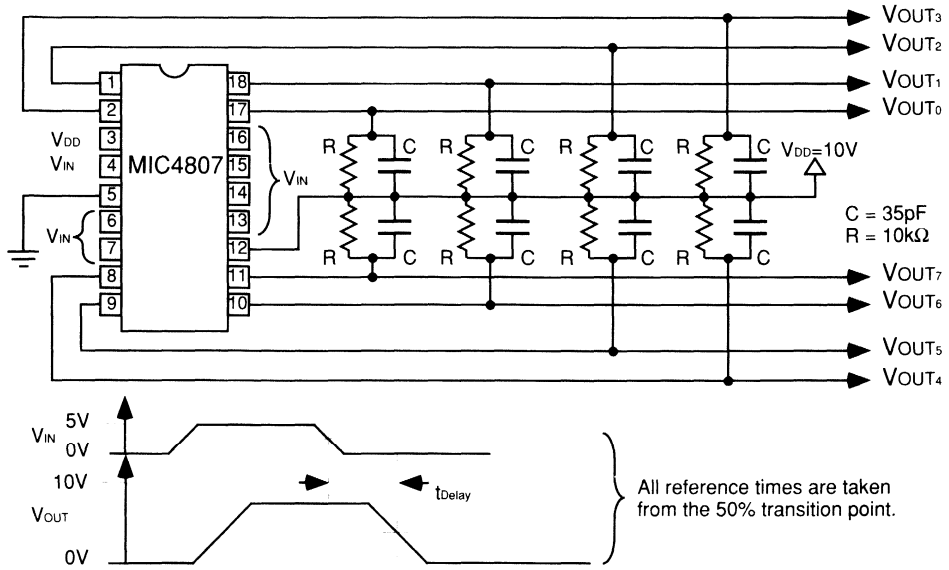 VOUT3
VOUT2
VOUT1
VOUT0
1
2
3
4
5
6
7
8
9
18
17
16
15
14
13
12
11
10
VDD
VIN
VIN
MIC4807
VIN
R C R C R C R C
VDD=10V
C = 35pF
R = 10kΩ
R C R C R C R C
VOUT7
VOUT6
VOUT5
VOUT4
VIN
5V
0V
10V
VOUT
0V
tDelay
All reference times are taken
from the 50% transition point.